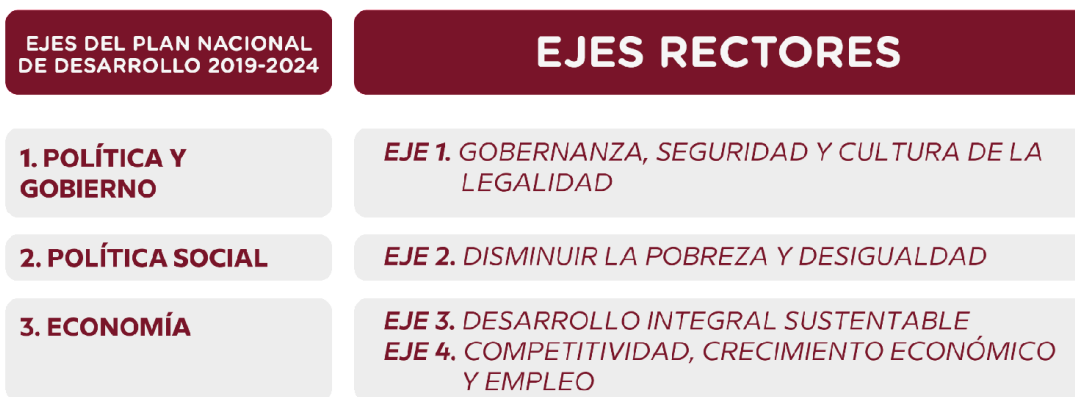 EJES DEL PLAN NACIONAL
DE DESARROLLO 2019-2024
EJES RECTORES
1. POLÍTICA Y
GOBIERNO
EJE 1. GOBERNANZA, SEGURIDAD Y CULTURA DE LA
LEGALIDAD
2. POLÍTICA SOCIAL
EJE 2. DISMINUIR LA POBREZA Y DESIGUALDAD
3. ECONOMÍA
EJE 3. DESARROLLO INTEGRAL SUSTENTABLE
EJE 4. COMPETITIVIDAD, CRECIMIENTO ECONÓMICO
Y EMPLEO